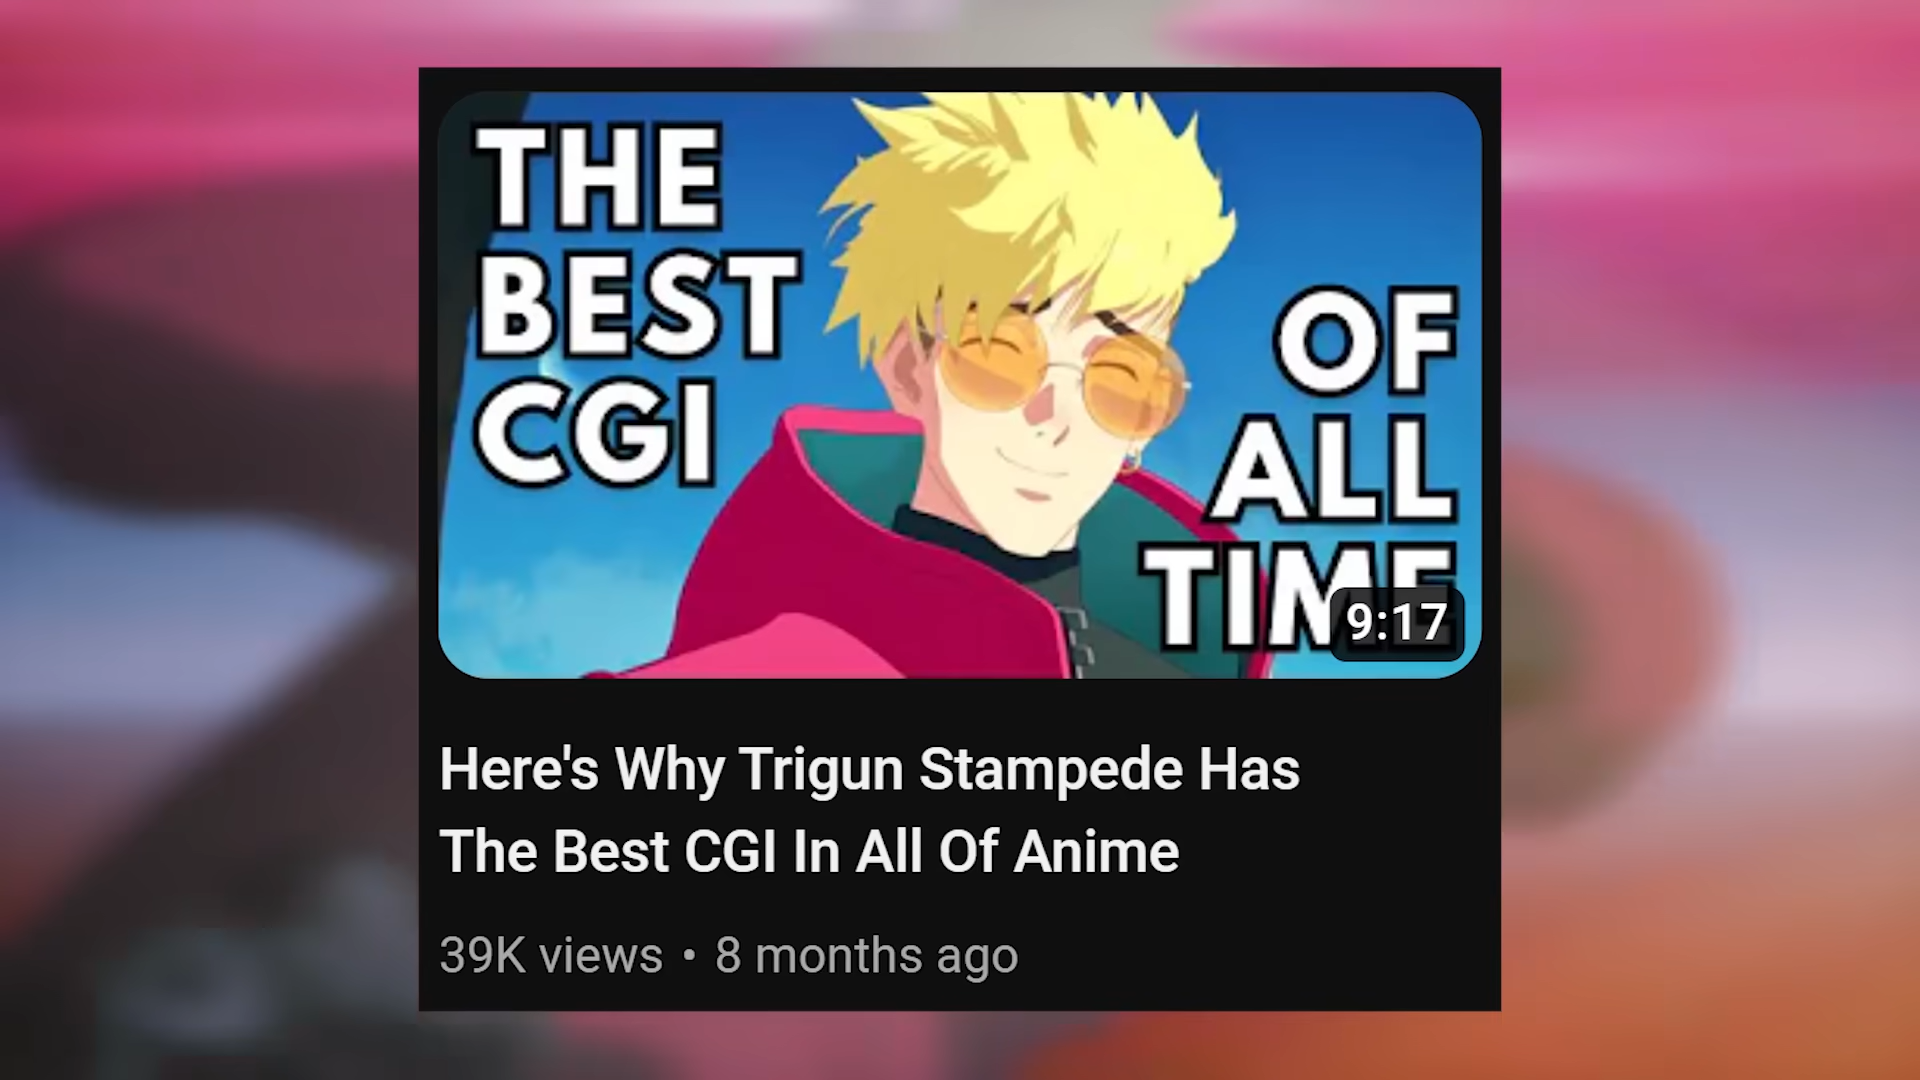 THE
BEST
CGI
OF
ALL
TIME
9:17
Here's Why Trigun Stampede Has
The Best CGI In All Of Anime
39K views • 8 months ago